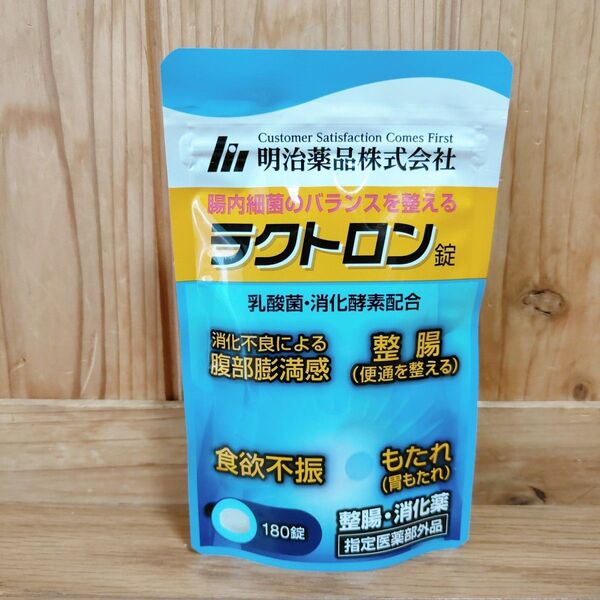 Customer Satisfaction Comes First
明治薬品株式会社
腸内細菌のバランスを整える
ラクトロン錠
乳酸菌・消化酵素配合
消化不良による
腹部膨満感
整腸
(便通を整える)
食欲不振
もたれ
(胃もたれ)
180錠
整腸・消化薬
指定医薬部外品